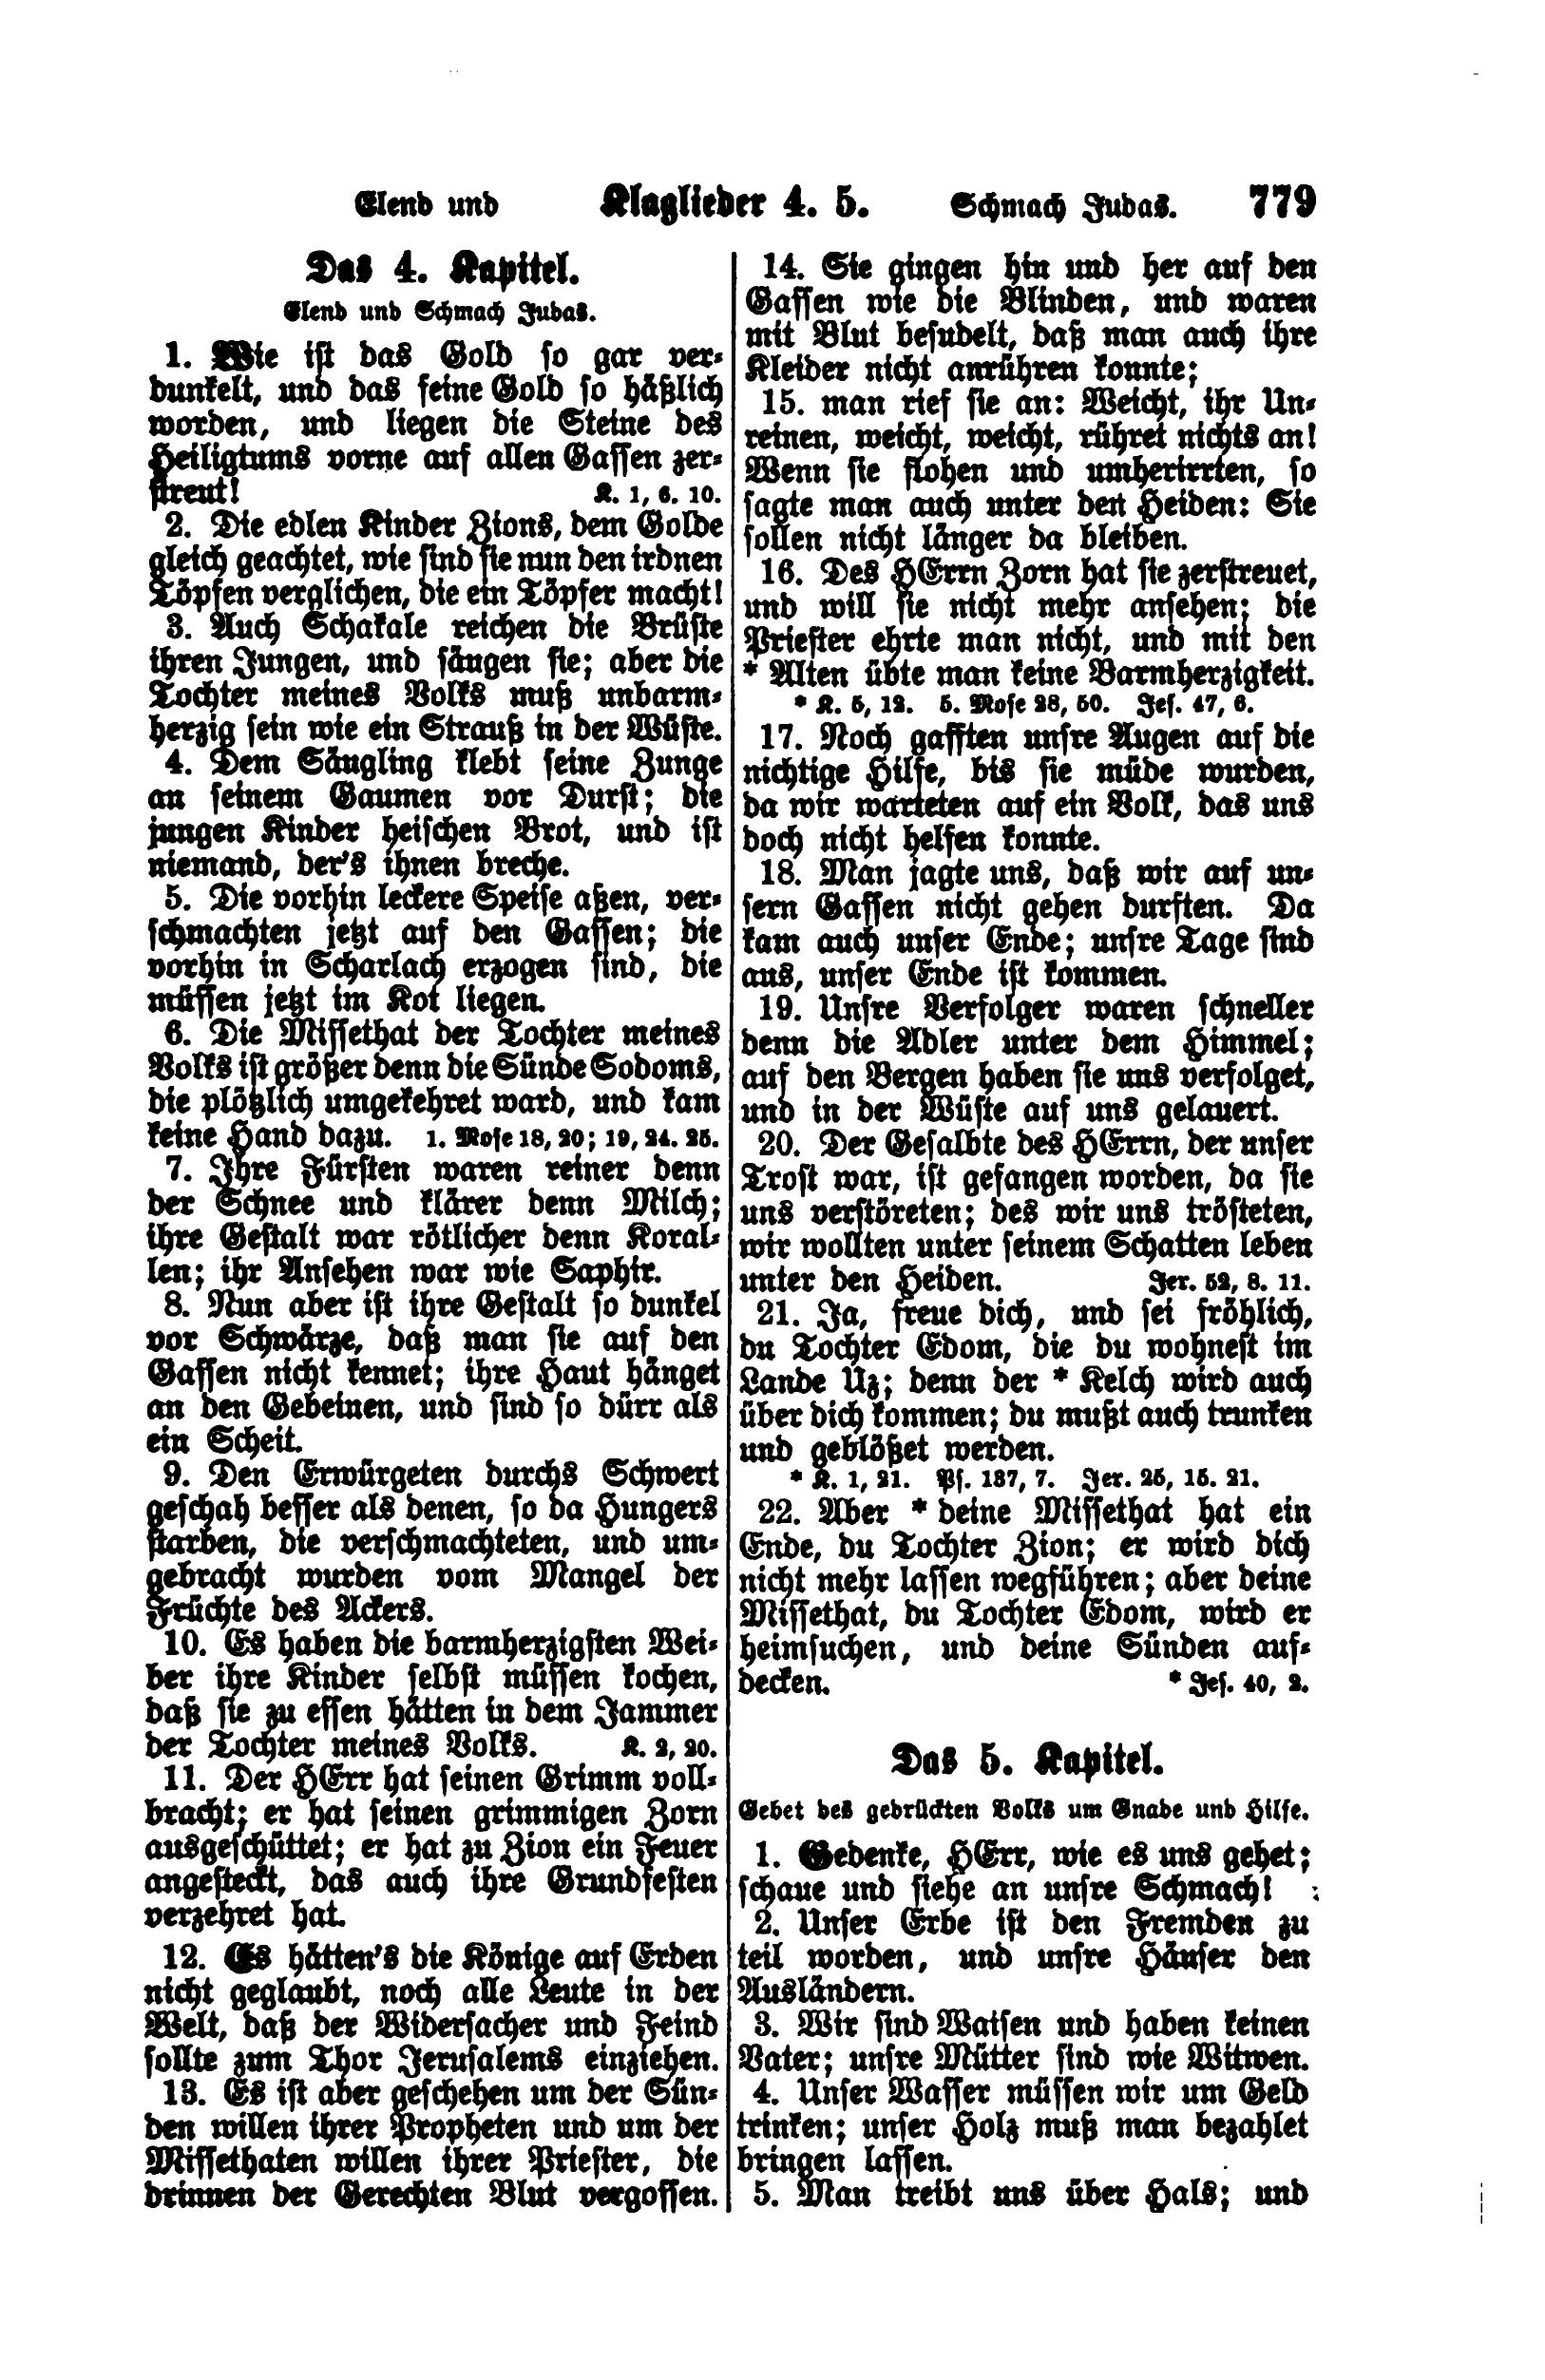 Elend und Klaglieder 4. 5. Schmach Judas. 779
Das 4. Kapitel.
Elend und Schmach Judas.
1. Wie ist das Gold so gar ver-
dunkelt, und das feine Gold so häßlich
worden, und liegen die Steine des
Heiligtums vorne auf allen Gassen zer-
streut! K. 1, 6. 10.
2. Die edlen Kinder Zions, dem Golde
gleich geachtet, wie sind sie nun den irdnen
Töpfen verglichen, die ein Töpfer macht!
3. Auch Schakale reichen die Brüste
ihren Jungen, und säugen sie; aber die
Tochter meines Volks muß unbarm-
herzig sein wie ein Strauß in der Wüste.
4. Dem Säugling klebt seine Zunge
an seinem Gaumen vor Durst; die
jungen Kinder heischen Brot, und ist
niemand, der's ihnen breche.
5. Die vorhin leckere Speise aßen, ver-
schmachten jetzt auf den Gassen; die
vorhin in Scharlach erzogen sind, die
müssen jetzt im Kot liegen.
6. Die Missethat der Tochter meines
Volks ist größer denn die Sünde Sodoms,
die plötzlich umgekehret ward, und kam
keine Hand dazu. 1. Mose 18, 20; 19, 24. 25.
7. Ihre Fürsten waren reiner denn
der Schnee und klärer denn Milch;
ihre Gestalt war rötlicher denn Koral-
len; ihr Ansehen war wie Saphir.
8. Nun aber ist ihre Gestalt so dunkel
vor Schwärze, daß man sie auf den
Gassen nicht kennet; ihre Haut hänget
an den Gebeinen, und sind so dürr als
ein Scheit.
9. Den Erwürgeten durchs Schwert
geschah besser als denen, so da Hungers
starben, die verschmachteten, und um-
gebracht wurden vom Mangel der
Früchte des Ackers.
10. Es haben die barmherzigsten Wei-
ber ihre Kinder selbst müssen kochen,
daß sie zu essen hätten in dem Jammer
der Tochter meines Volks. K. 2, 20.
11. Der HErr hat seinen Grimm voll-
bracht; er hat seinen grimmigen Zorn
ausgeschüttet; er hat zu Zion ein Feuer
angesteckt, das auch ihre Grundfesten
verzehret hat.
12. Es hätten's die Könige auf Erden
nicht geglaubt, noch alle Leute in der
Welt, daß der Widersacher und Feind
sollte zum Thor Jerusalems einziehen.
13. Es ist aber geschehen um der Sün-
den willen ihrer Propheten und um der
Missethaten willen ihrer Priester, die
drinnen der Gerechten Blut vergossen.
14. Sie gingen hin und her auf den
Gassen wie die Blinden, und waren
mit Blut besudelt, daß man auch ihre
Kleider nicht anrühren konnte;
15. man rief sie an: Weicht, ihr Un-
reinen, weicht, weicht, rühret nichts an!
Wenn sie flohen und umherirrten, so
sagte man auch unter den Heiden: Sie
sollen nicht länger da bleiben.
16. Des HErrn Zorn hat sie zerstreuet,
und will sie nicht mehr ansehen; die
Priester ehrte man nicht, und mit den
* Alten übte man keine Barmherzigkeit.
* K. 5, 12. 5. Mose 28, 50. Jes. 47, 6.
17. Noch gafften unsre Augen auf die
nichtige Hilfe, bis sie müde wurden,
da wir warteten auf ein Volk, das uns
doch nicht helfen konnte.
18. Man jagte uns, daß wir auf un-
sern Gassen nicht gehen durften. Da
kam auch unser Ende; unsre Tage sind
aus, unser Ende ist kommen.
19. Unsre Verfolger waren schneller
denn die Adler unter dem Himmel;
auf den Bergen haben sie uns verfolget,
und in der Wüste auf uns gelauert.
20. Der Gesalbte des HErrn, der unser
Trost war, ist gefangen worden, da sie
uns verstöreten; des wir uns trösteten,
wir wollten unter seinem Schatten leben
unter den Heiden. Jer. 52, 8. 11.
21. Ja, freue dich, und sei fröhlich,
du Tochter Edom, die du wohnest im
Lande Uz; denn der * Kelch wird auch
über dich kommen; du mußt auch trunken
und geblößet werden.
* K. 1, 21. Ps. 137, 7. Jer. 25, 15. 21.
22. Aber * deine Missethat hat ein
Ende, du Tochter Zion; er wird dich
nicht mehr lassen wegführen; aber deine
Missethat, du Tochter Edom, wird er
heimsuchen, und deine Sünden auf-
decken. * Jes. 40, 2.
Das 5. Kapitel.
Gebet des gedrückten Volks um Gnade und Hilfe.
1. Gedenke, HErr, wie es uns gehet;
schaue und siehe an unsre Schmach!
2. Unser Erbe ist den Fremden zu
teil worden, und unsre Häuser den
Ausländern.
3. Wir sind Waisen und haben keinen
Vater; unsre Mütter sind wie Witwen.
4. Unser Wasser müssen wir um Geld
trinken; unser Holz muß man bezahlet
bringen lassen.
5. Man treibt uns über Hals; und